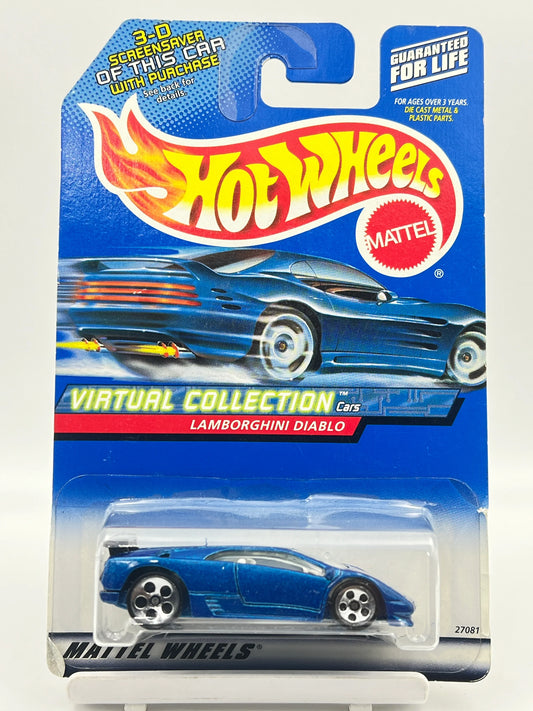 3-D
SCREENSAVER
OF THIS CAR
WITH PURCHASE
See back for
details.
GUARANTEED
FOR LIFE
FOR AGES OVER 3 YEARS.
DIE CAST METAL &
PLASTIC PARTS.
HOT WHEELS
MATTEL
®
VIRTUAL COLLECTION™
Cars
LAMBORGHINI DIABLO
27081
MATTEL WHEELS®